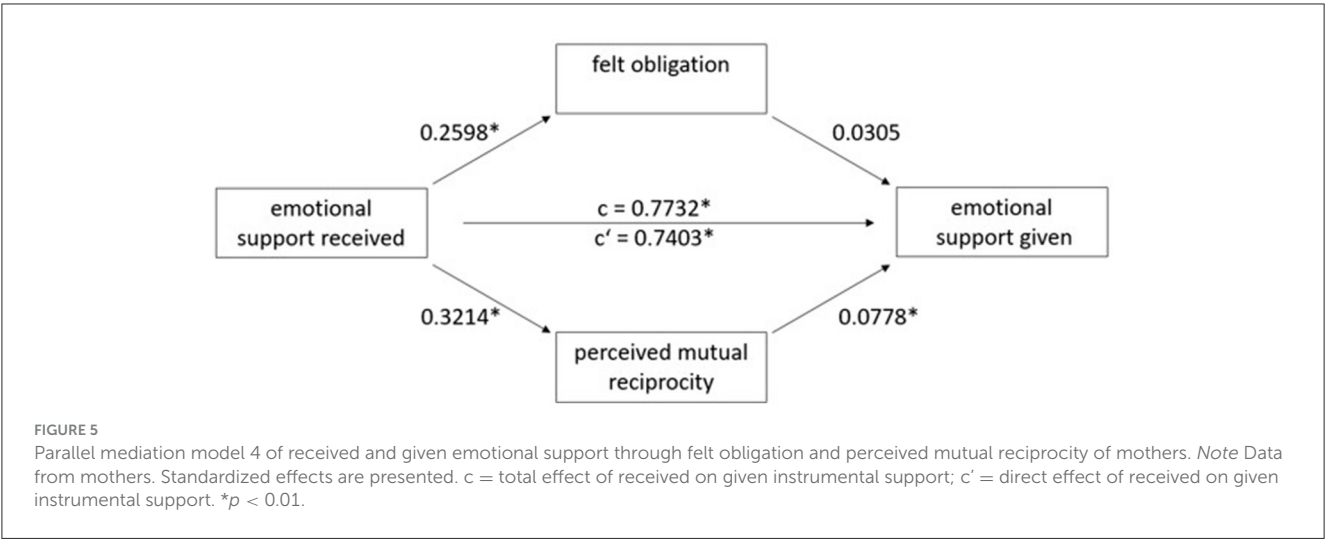 felt obligation
0.2598*
0.0305
emotional
support received
c = 0.7732*
c‘ = 0.7403*
emotional
support given
0.3214*
0.0778*
perceived mutual
reciprocity
FIGURE 5
Parallel mediation model 4 of received and given emotional support through felt obligation and perceived mutual reciprocity of mothers. Note Data
from mothers. Standardized effects are presented. c = total effect of received on given instrumental support; c′ = direct effect of received on given
instrumental support. *p < 0.01.